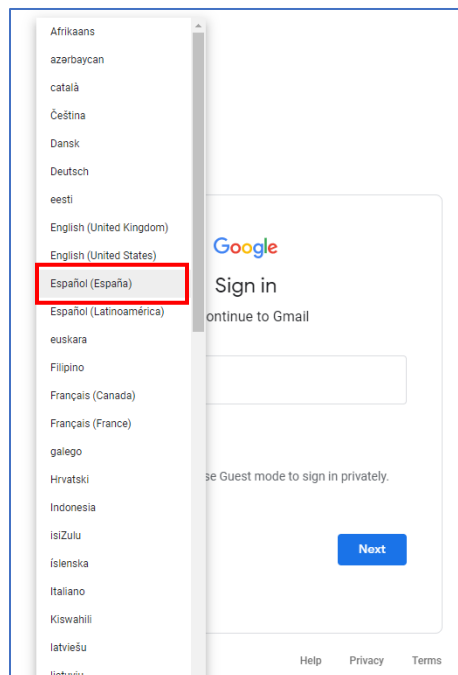 Afrikaans
azərbaycan
català
Čeština
Dansk
Deutsch
eesti
English (United Kingdom)
English (United States)
Español (España)
Español (Latinoamérica)
euskara
Filipino
Français (Canada)
Français (France)
galego
Hrvatski
Indonesia
isiZulu
íslenska
Italiano
Kiswahili
latviešu
lietuvių
Google
Sign in
ontinue to Gmail
se Guest mode to sign in privately.
Next
Help Privacy Terms